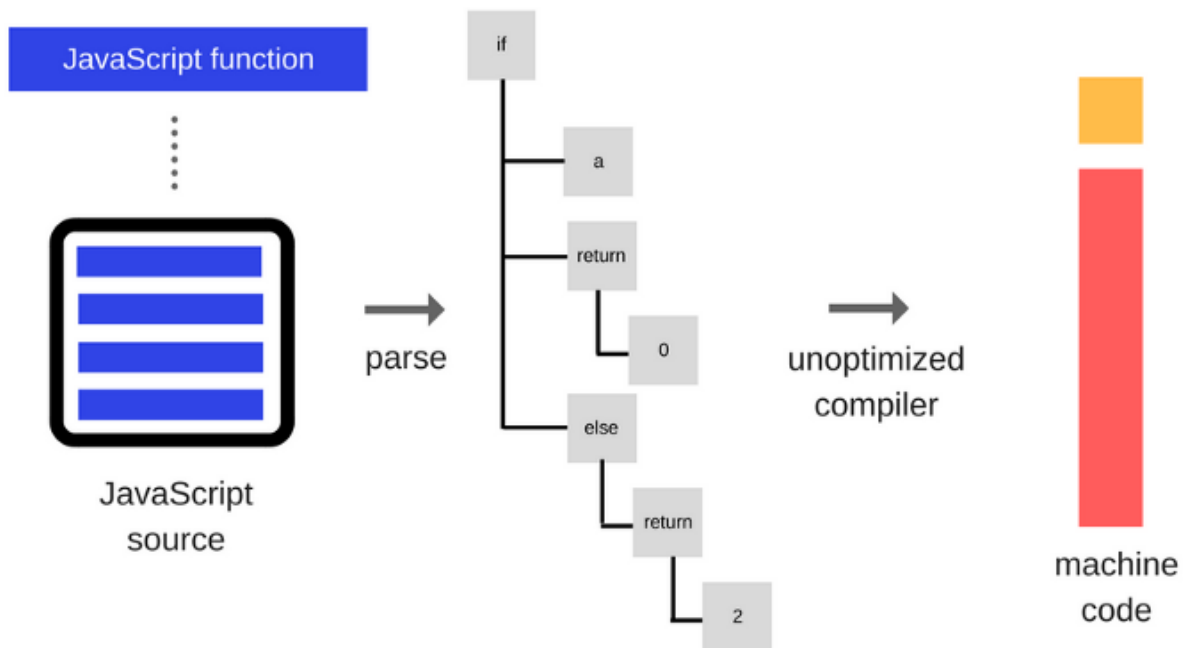 JavaScript function
JavaScript
source
parse
if
a
return
0
else
return
2
unoptimized
compiler
machine
code